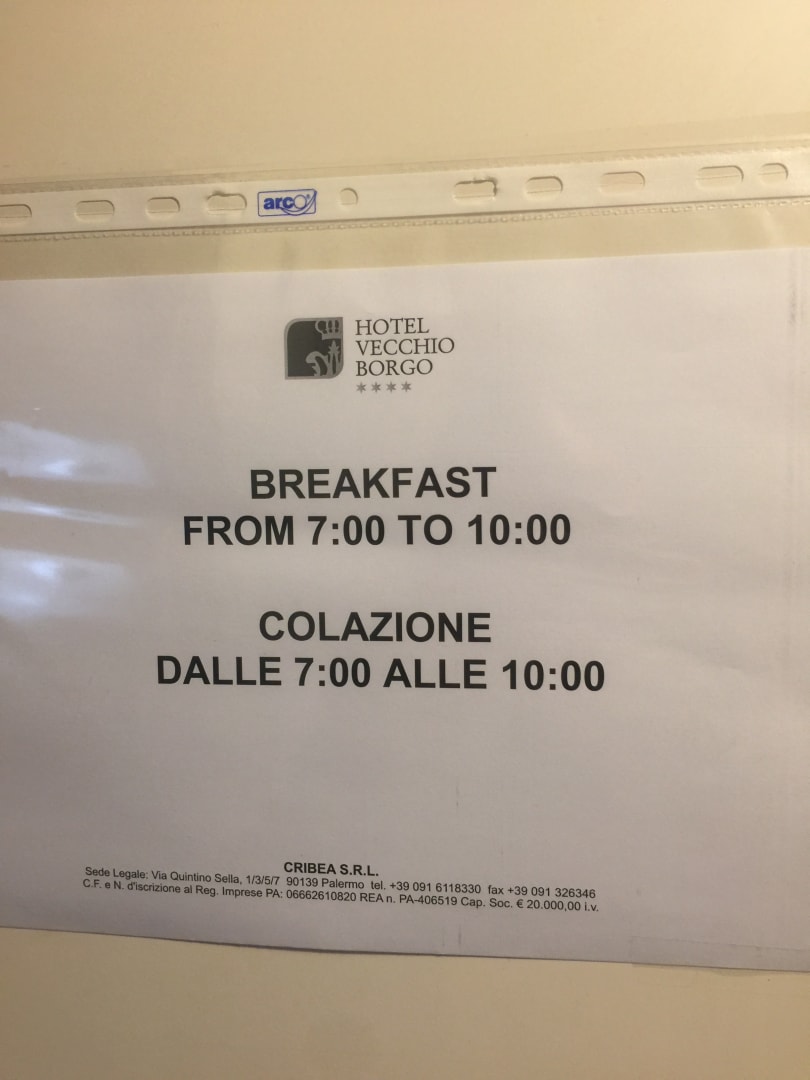 arco
HOTEL
VECCHIO
BORGO
BREAKFAST
FROM 7:00 TO 10:00
COLAZIONE
DALLE 7:00 ALLE 10:00
CRIBEA S.R.L.
Sede Legale: Via Quintino Sella, 1/3/5/7 90139 Palermo tel. +39 091 6118330 fax +39 091 326346
C.F. e N. d'iscrizione al Reg. Imprese PA: 06662610820 REA n. PA-406519 Cap. Soc. € 20.000,00 i.v.